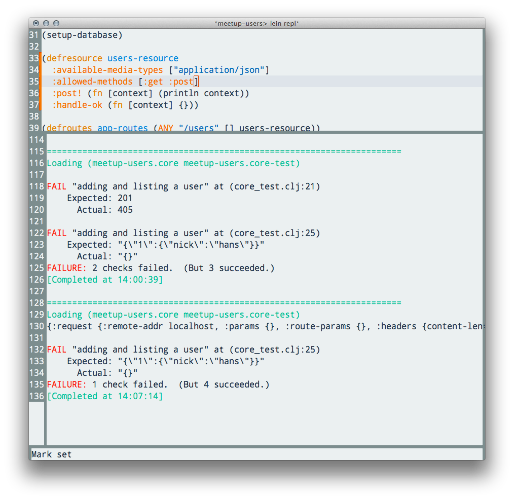 *meetup-users> lein repl*
31 (setup-database)
32
33 (defresource users-resource
34 :available-media-types ["application/json"]
35 :allowed-methods [:get :post]
36 :post! (fn [context] (println context))
37 :handle-ok (fn [context] {}))
38
39 (defroutes app-routes (ANY "/users" [] users-resource))
114
115 =====================================================================
116 Loading (meetup-users.core meetup-users.core-test)
117
118 FAIL "adding and listing a user" at (core_test.clj:21)
119 Expected: 201
120 Actual: 405
121
122 FAIL "adding and listing a user" at (core_test.clj:25)
123 Expected: "{\"1\":{\"nick\":\"hans\"}}"
124 Actual: "{}"
125 FAILURE: 2 checks failed. (But 3 succeeded.)
126 [Completed at 14:00:39]
127
128 =====================================================================
129 Loading (meetup-users.core meetup-users.core-test)
130 {:request {:remote-addr localhost, :params {}, :route-params {}, :headers {content-len
131
132 FAIL "adding and listing a user" at (core_test.clj:25)
133 Expected: "{\"1\":{\"nick\":\"hans\"}}"
134 Actual: "{}"
135 FAILURE: 1 check failed. (But 4 succeeded.)
136 [Completed at 14:07:14]
Mark set